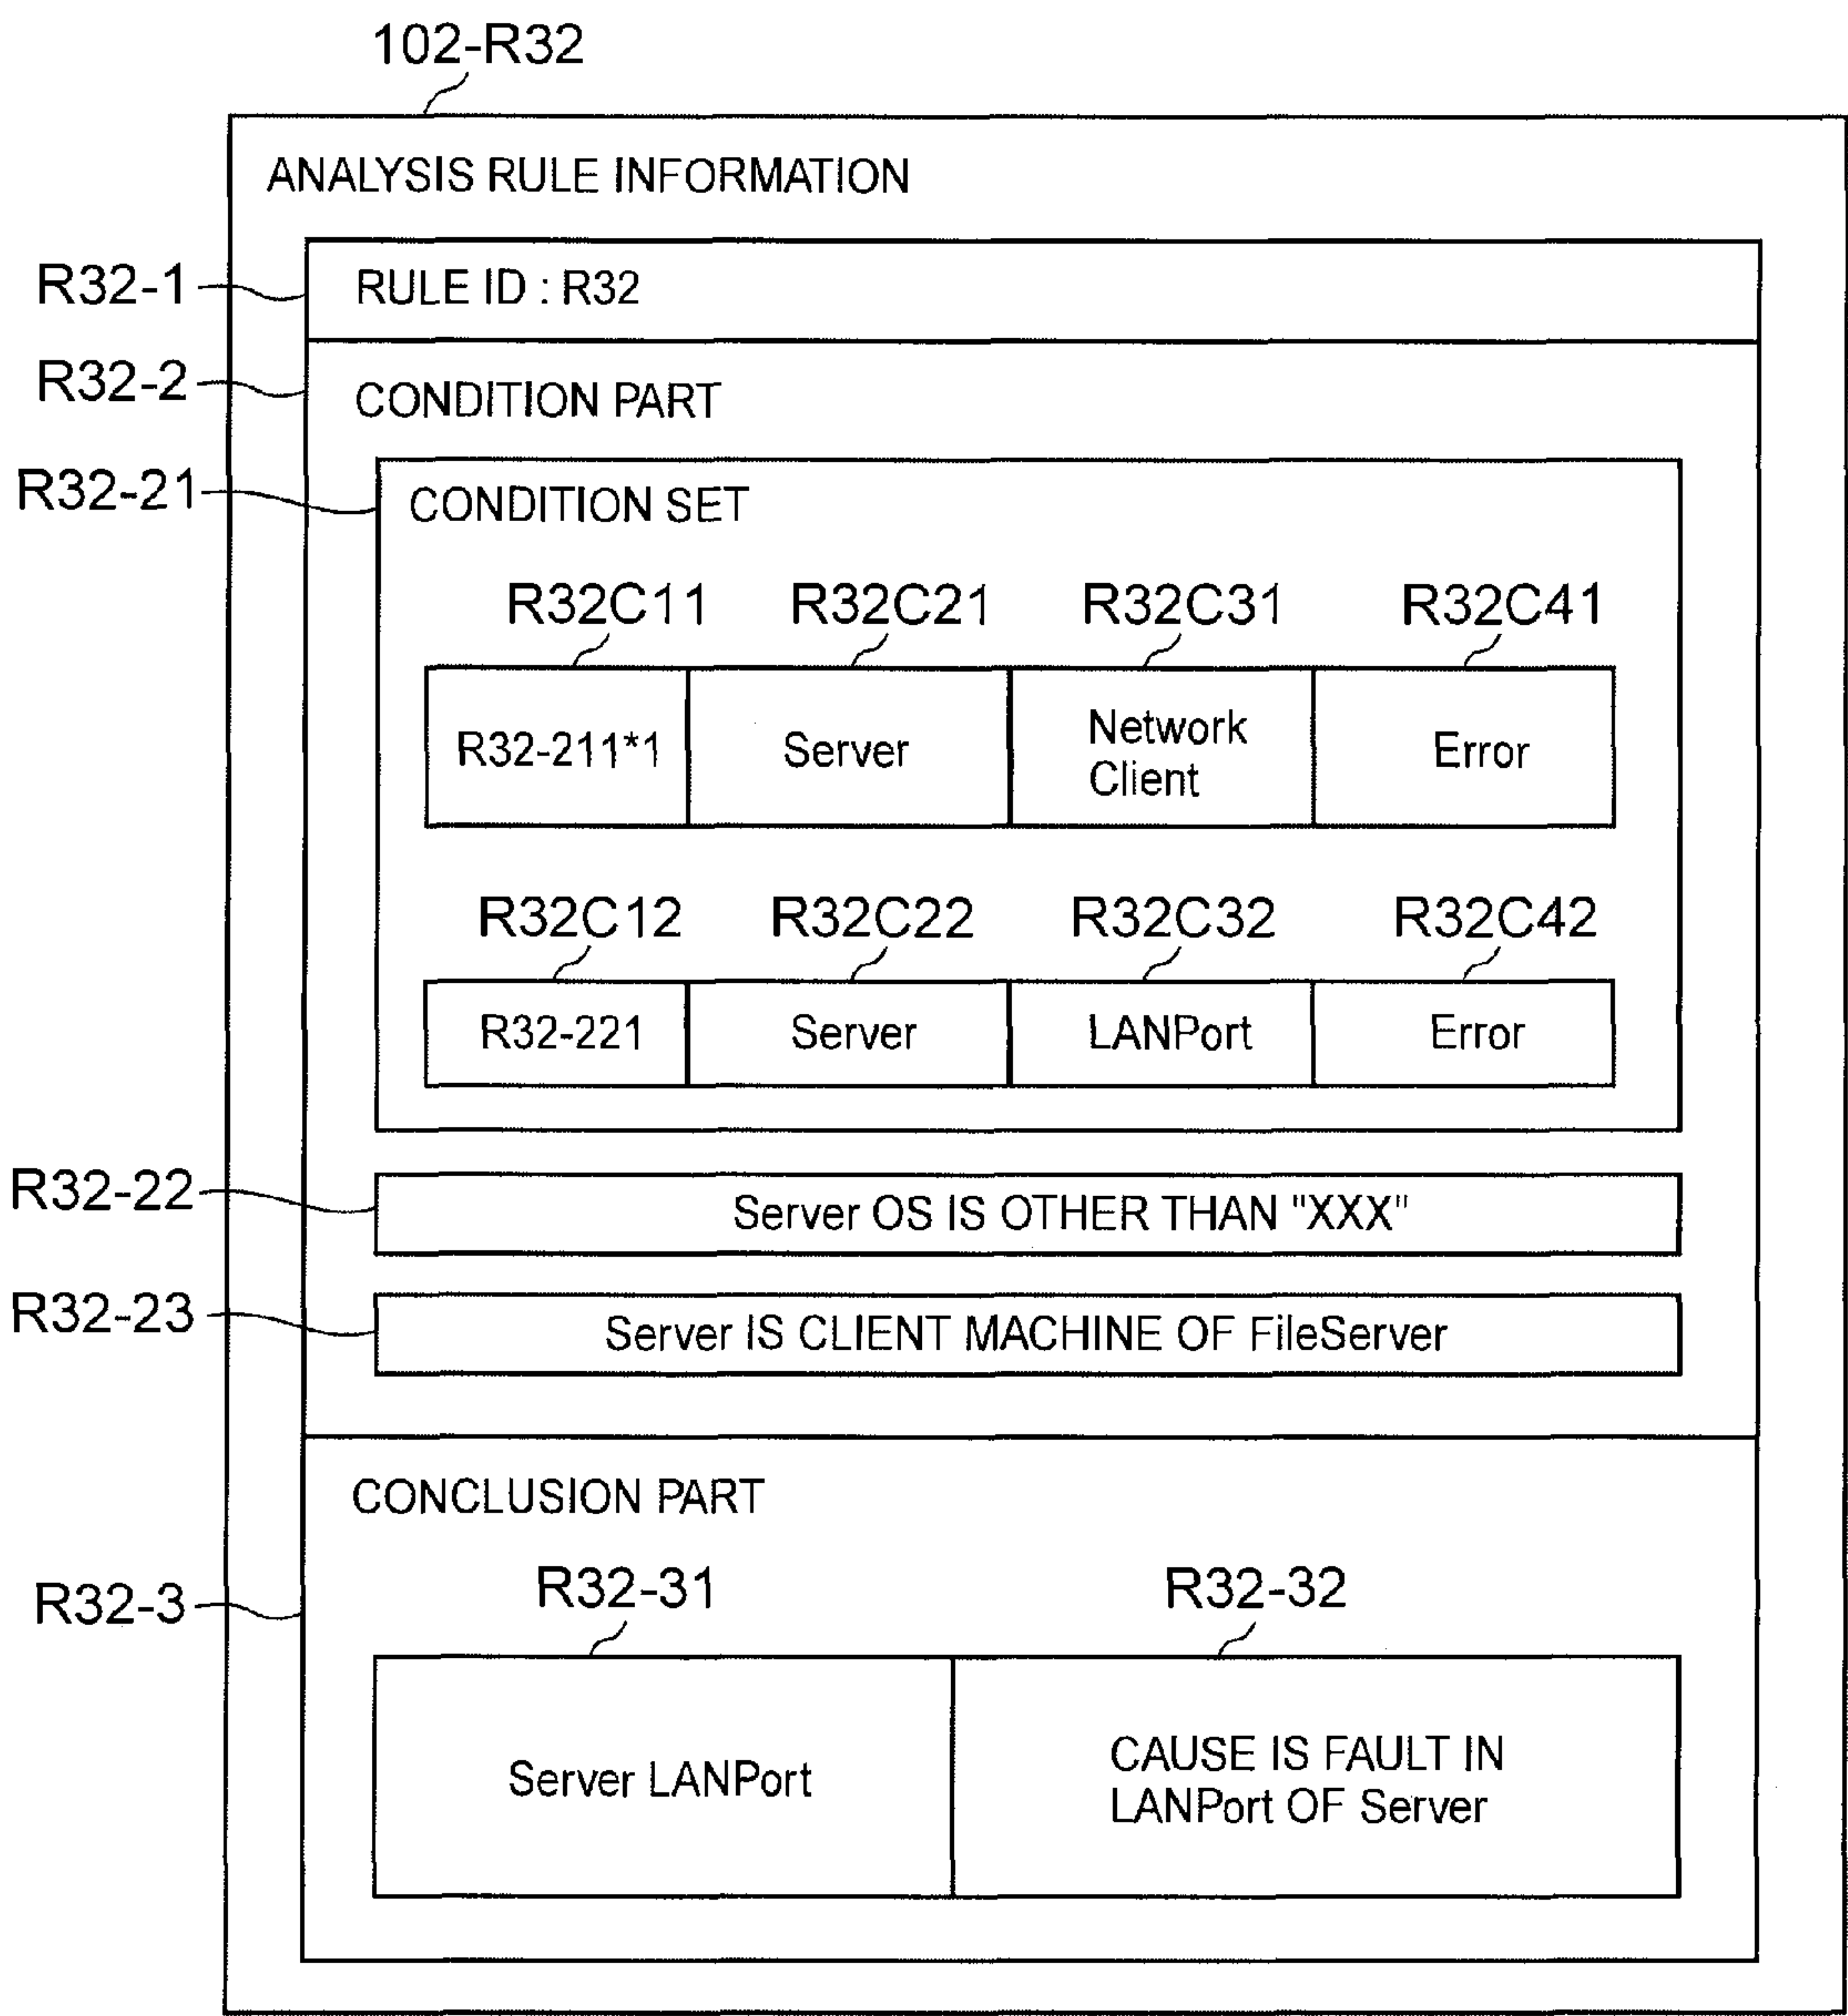 102-R32
ANALYSIS RULE INFORMATION
R32-1
RULE ID : R32
R32-2
CONDITION PART
R32-21
CONDITION SET
R32C11 R32C21 R32C31 R32C41
R32-211*1 Server Network Client Error
R32C12 R32C22 R32C32 R32C42
R32-221 Server LANPort Error
R32-22
Server OS IS OTHER THAN "XXX"
R32-23
Server IS CLIENT MACHINE OF FileServer
CONCLUSION PART
R32-3
R32-31 R32-32
Server LANPort
CAUSE IS FAULT IN
LANPort OF Server